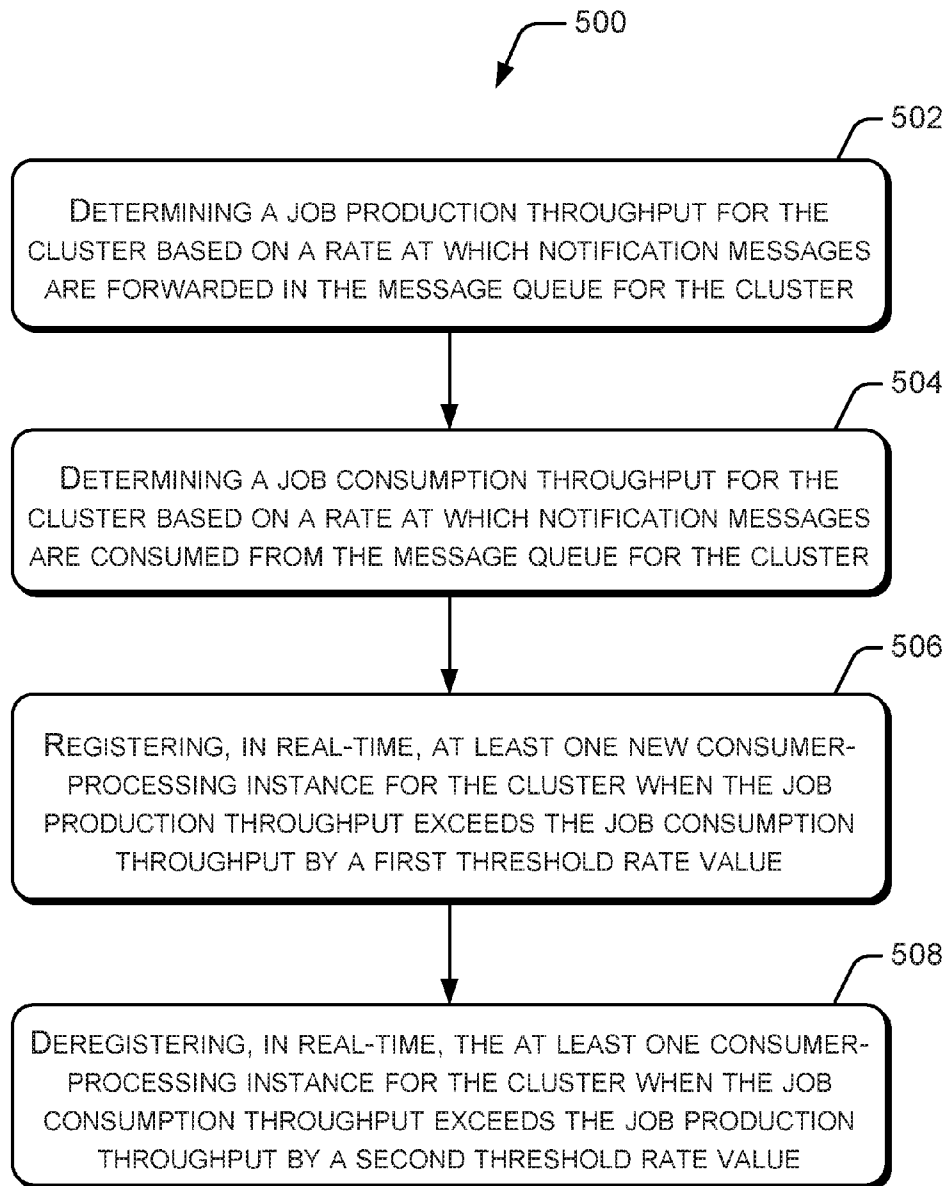 500
502
DETERMINING A JOB PRODUCTION THROUGHPUT FOR THE
CLUSTER BASED ON A RATE AT WHICH NOTIFICATION MESSAGES
ARE FORWARDED IN THE MESSAGE QUEUE FOR THE CLUSTER
504
DETERMINING A JOB CONSUMPTION THROUGHPUT FOR THE
CLUSTER BASED ON A RATE AT WHICH NOTIFICATION MESSAGES
ARE CONSUMED FROM THE MESSAGE QUEUE FOR THE CLUSTER
506
REGISTERING, IN REAL-TIME, AT LEAST ONE NEW CONSUMER-
PROCESSING INSTANCE FOR THE CLUSTER WHEN THE JOB
PRODUCTION THROUGHPUT EXCEEDS THE JOB CONSUMPTION
THROUGHPUT BY A FIRST THRESHOLD RATE VALUE
508
DEREGISTERING, IN REAL-TIME, THE AT LEAST ONE CONSUMER-
PROCESSING INSTANCE FOR THE CLUSTER WHEN THE JOB
CONSUMPTION THROUGHPUT EXCEEDS THE JOB PRODUCTION
THROUGHPUT BY A SECOND THRESHOLD RATE VALUE